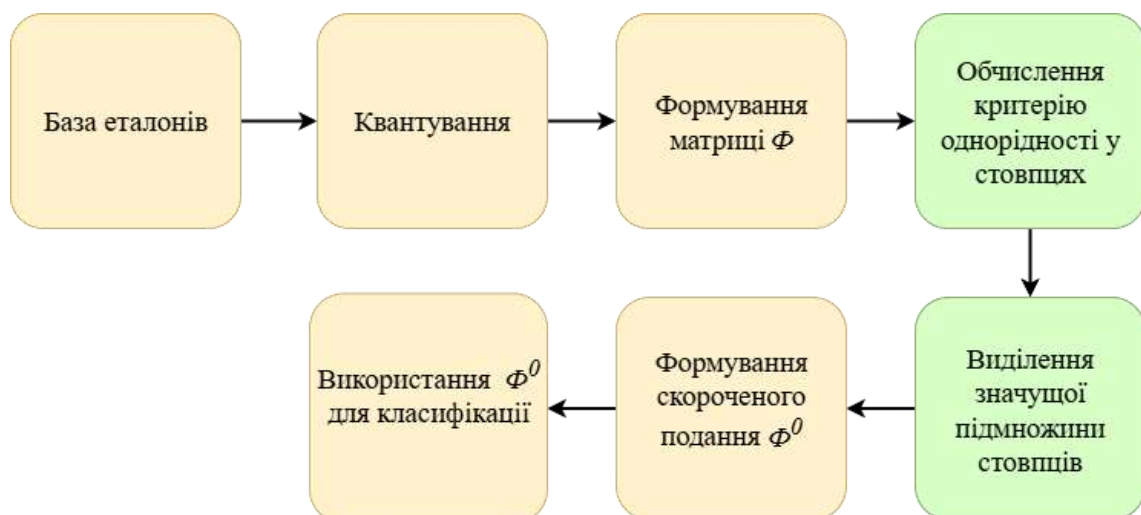 База еталонів
Квантування
Формування
матриці Ф
Обчислення
критерію
однорідності у
стовпцях
Виділення
значущої
підмножини
стовпців
Формування
скороченого
подання Ф⁰
Використання Ф⁰
для класифікації